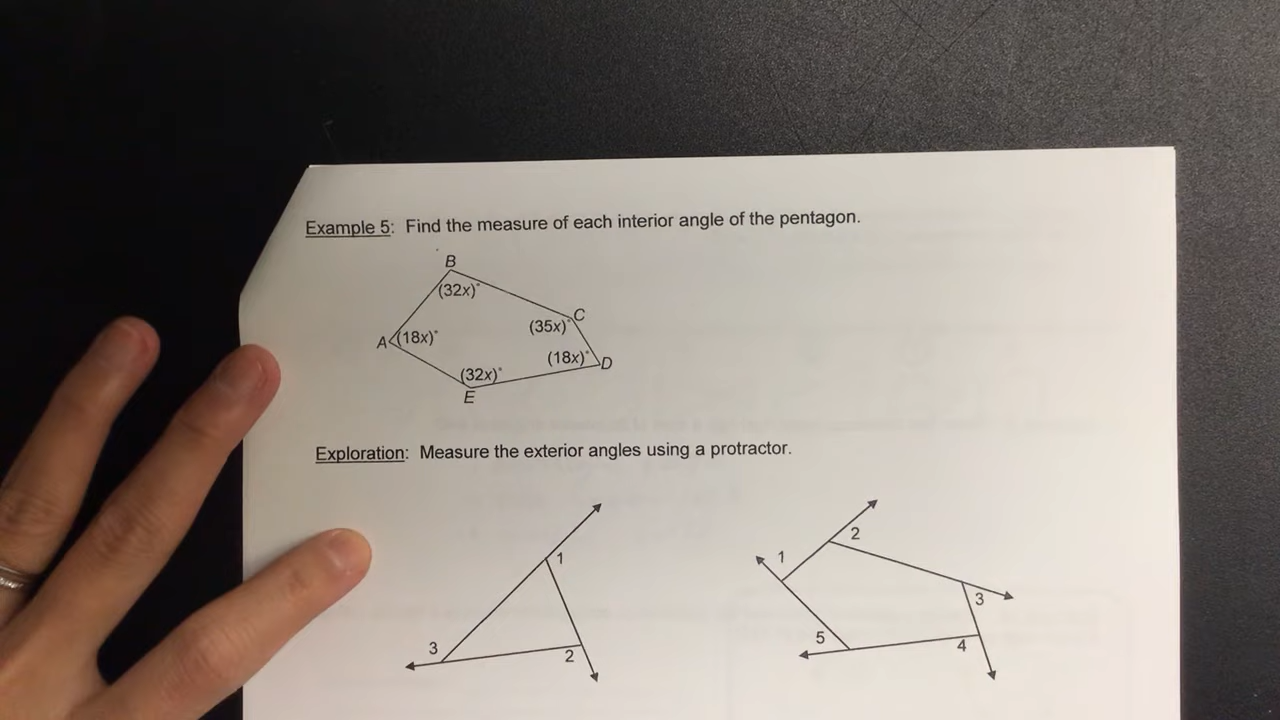 Example 5: Find the measure of each interior angle of the pentagon.
B
(32x)°
C
(35x)°
A
(18x)°
(18x)°
D
(32x)°
E
Exploration: Measure the exterior angles using a protractor.
1
2
3
1
2
3
4
5